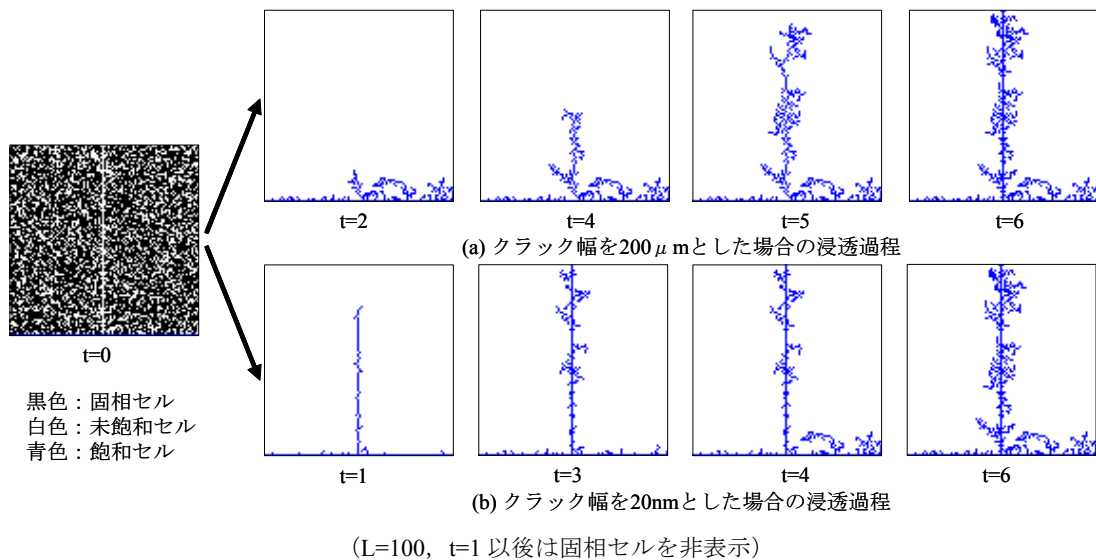 t=0
黒色：固相セル
白色：未飽和セル
青色：飽和セル
t=2 t=4 t=5 t=6
(a) クラック幅を200μmとした場合の浸透過程
t=1 t=3 t=4 t=6
(b) クラック幅を20nmとした場合の浸透過程
（L=100，t=1 以後は固相セルを非表示）